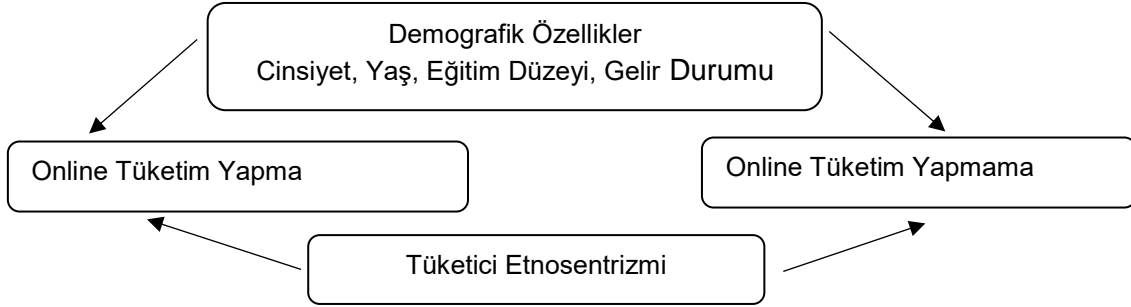 Demografik Özellikler
Cinsiyet, Yaş, Eğitim Düzeyi, Gelir Durumu
Online Tüketim Yapma
Online Tüketim Yapmama
Tüketici Etnosentrizmi